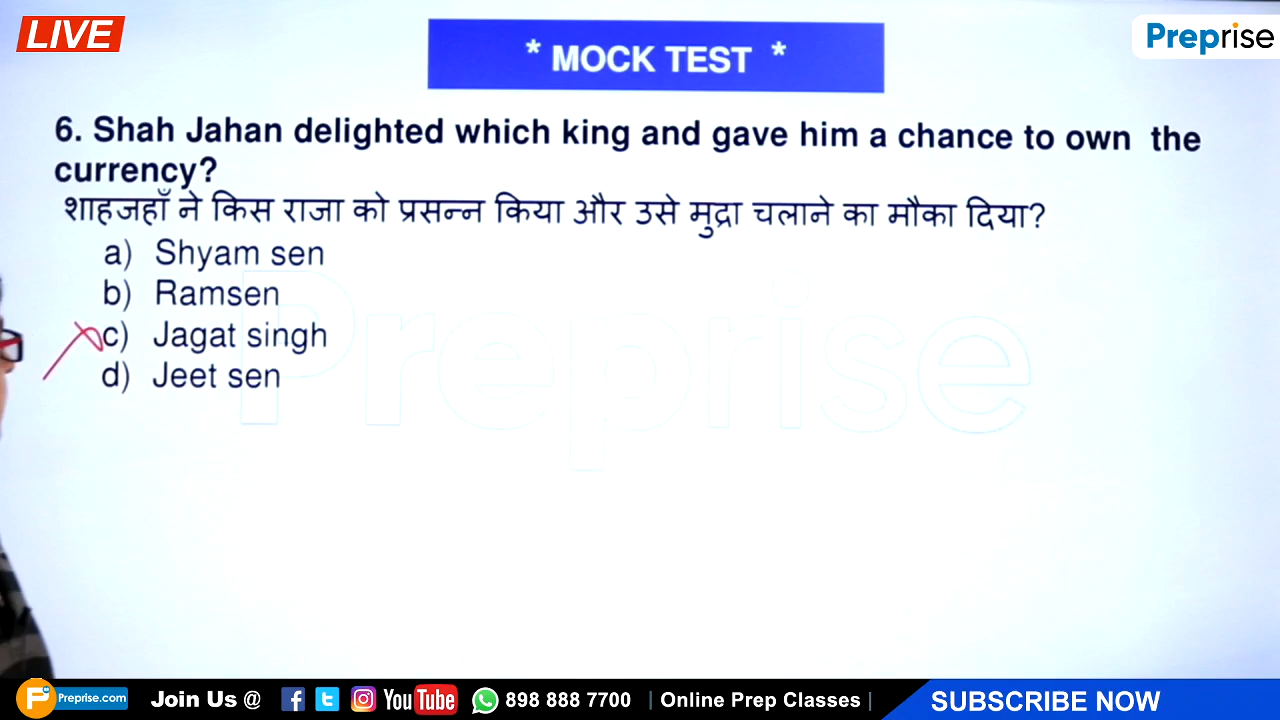 LIVE
Preprise
* MOCK TEST *
6. Shah Jahan delighted which king and gave him a chance to own the
currency?
शाहजहाँ ने किस राजा को प्रसन्न किया और उसे मुद्रा चलाने का मौका दिया?
a) Shyam sen
b) Ramsen
c) Jagat singh
d) Jeet sen
Preprise
Preprise.com Join Us @ YouTube 898 888 7700 | Online Prep Classes | SUBSCRIBE NOW